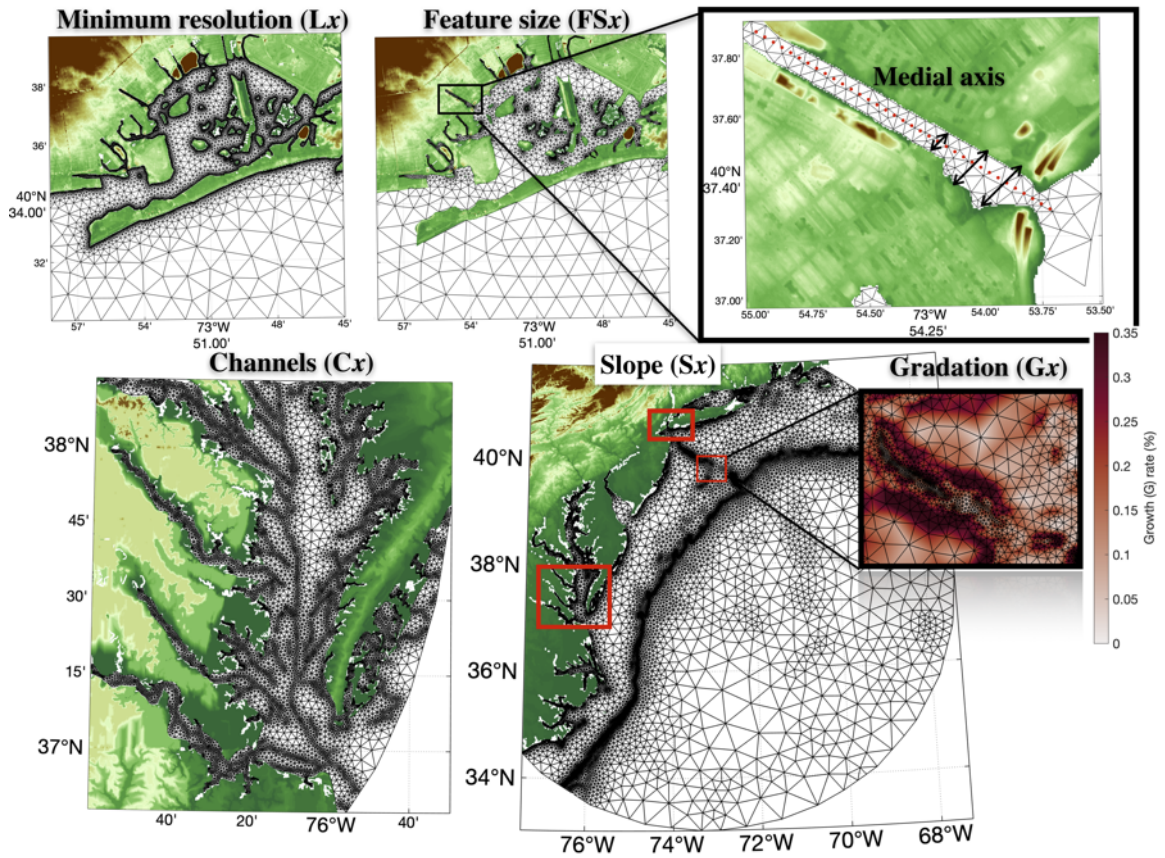 Minimum resolution (Lx)
Feature size (FSx)
38'
36'
40°N
34.00'
32'
57'
54'
73°W
51.00'
48'
45'
57'
54'
73°W
51.00'
48'
45'
Medial axis
37.80'
37.60'
40°N
37.40'
37.20'
37.00'
55.00'
54.75'
54.50'
73°W
54.25'
54.00'
53.75'
53.50'
Channels (Cx)
38°N
45'
30'
15'
37°N
40'
20'
76°W
40'
Slope (Sx)
40°N
38°N
36°N
34°N
76°W
74°W
72°W
70°W
68°W
Gradation (Gx)
0.35
0.3
0.25
0.2
0.15
0.1
0.05
0
Growth (G) rate (%)